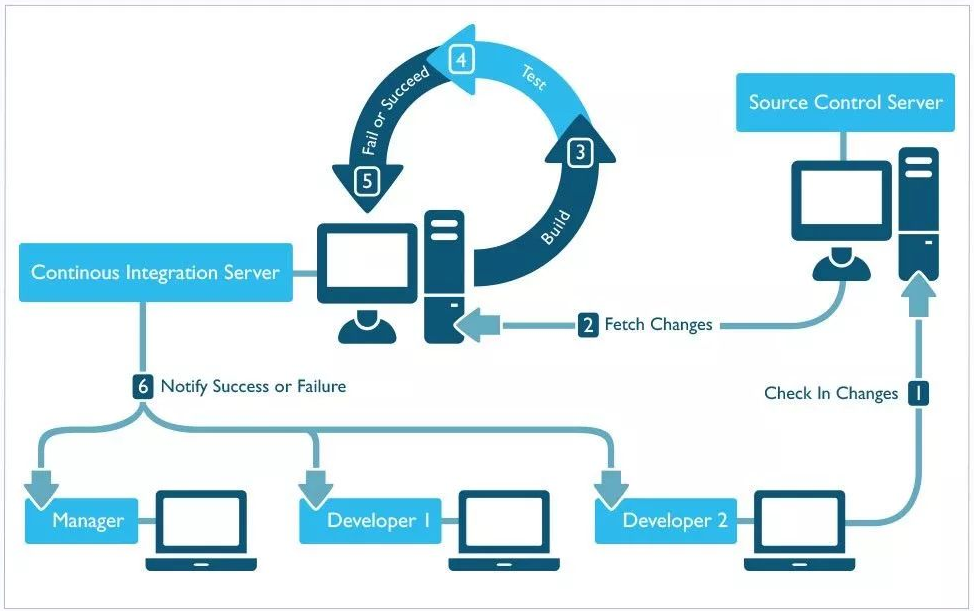 4
Test
Fail or Succeed
Source Control Server
3
5
Build
Continous Integration Server
2 Fetch Changes
6 Notify Success or Failure
Check In Changes 1
Manager
Developer 1
Developer 2